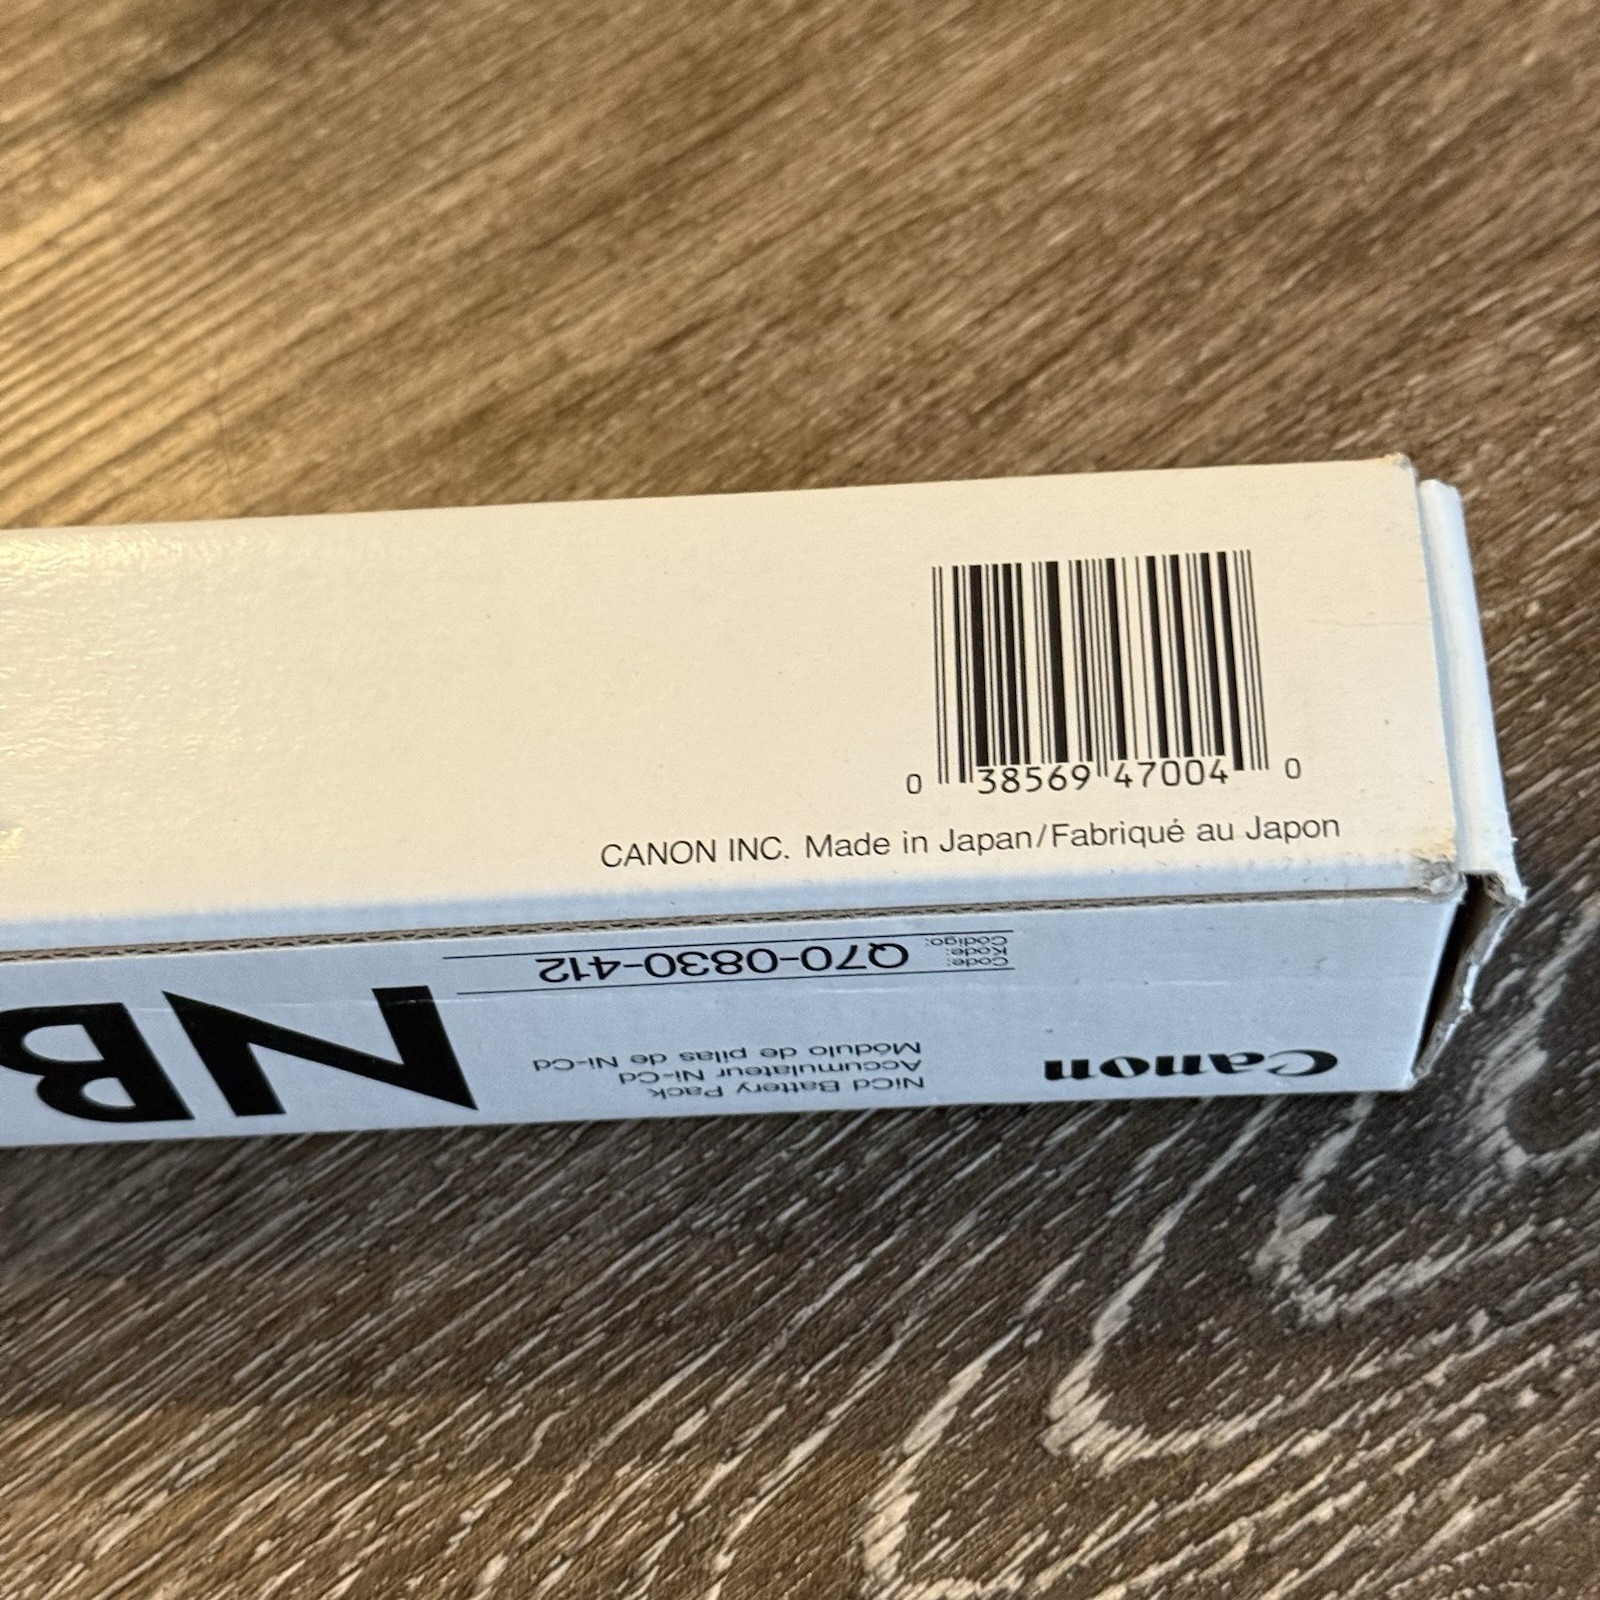 0 38569 47004 0
CANON INC. Made in Japan/Fabriqué au Japon
Canon
NiCd Battery Pack
Accumulateur Ni-Cd
Módulo de pilas de Ni-Cd
NB
Code:
Kode:
Código:
Q70-0830-412